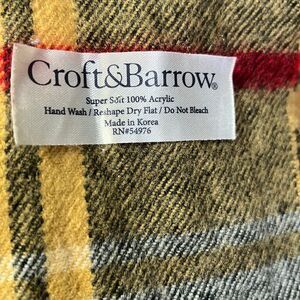 Croft&Barrow®
Super Soft 100% Acrylic
Hand Wash / Reshape Dry Flat / Do Not Bleach
Made in Korea
RN#54976